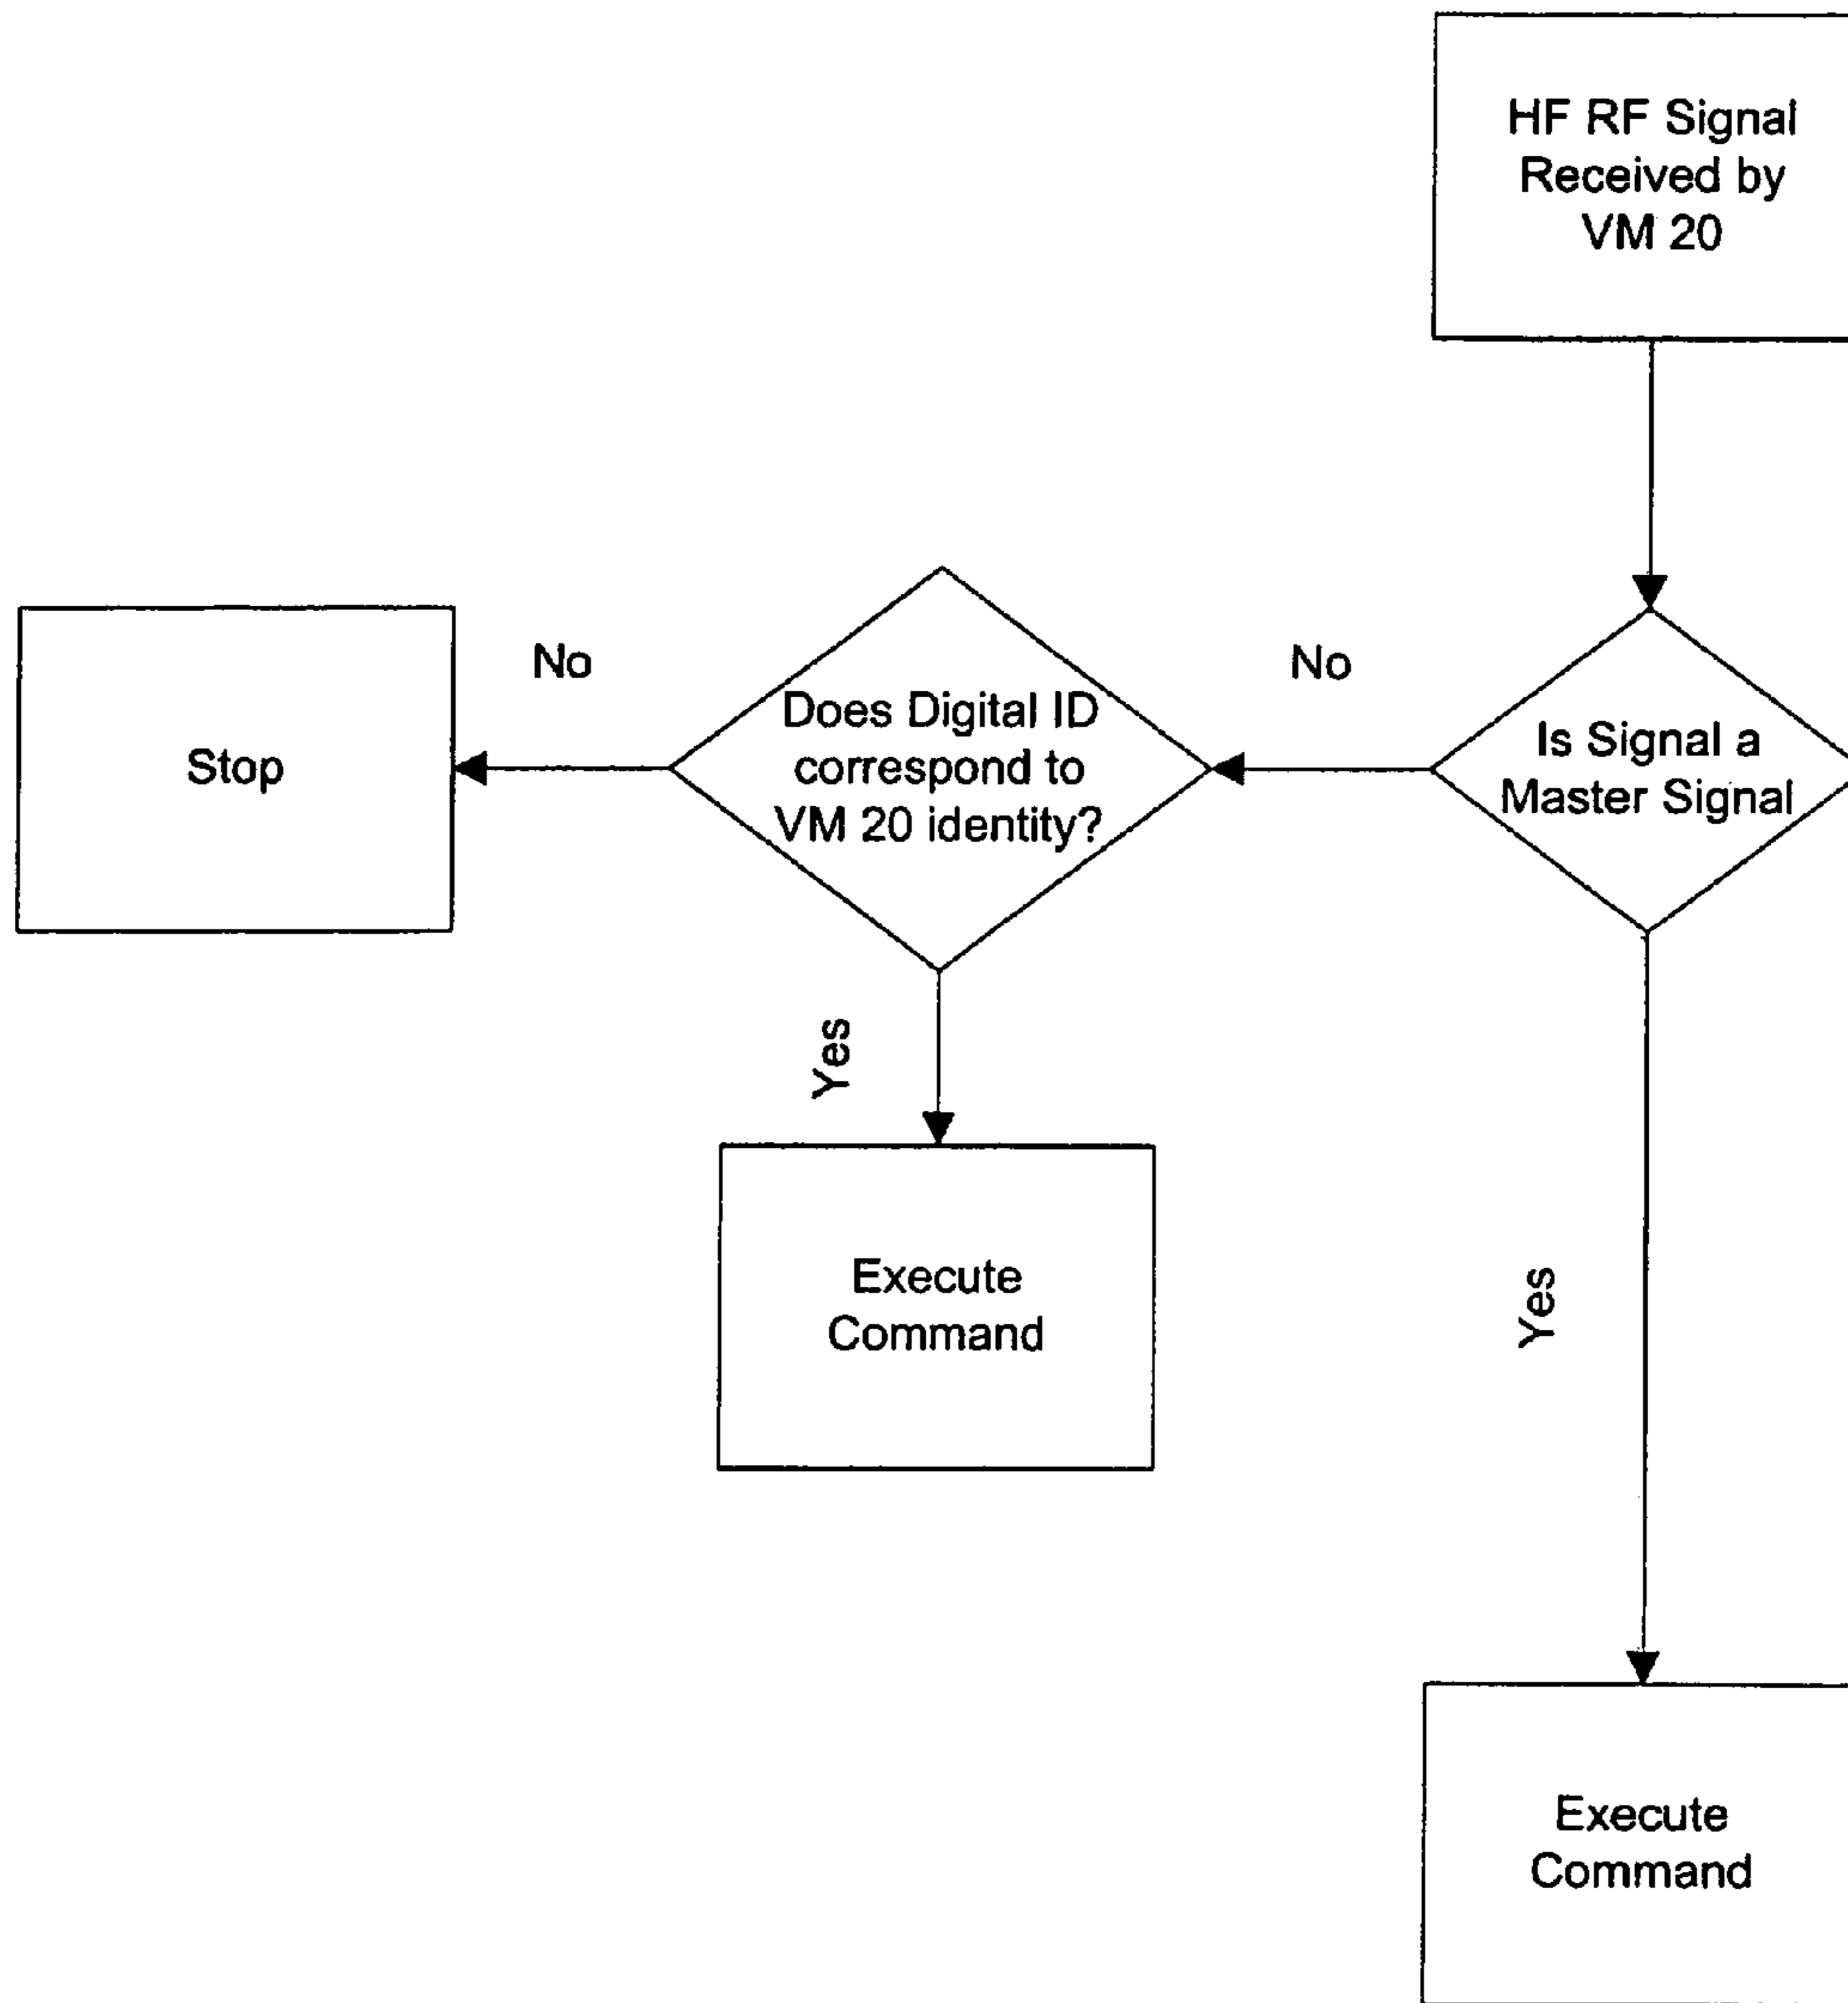 HF RF Signal
Received by
VM 20
No
No
Does Digital ID
correspond to
VM 20 identity?
Is Signal a
Master Signal
Stop
Yes
Execute
Command
Yes
Execute
Command